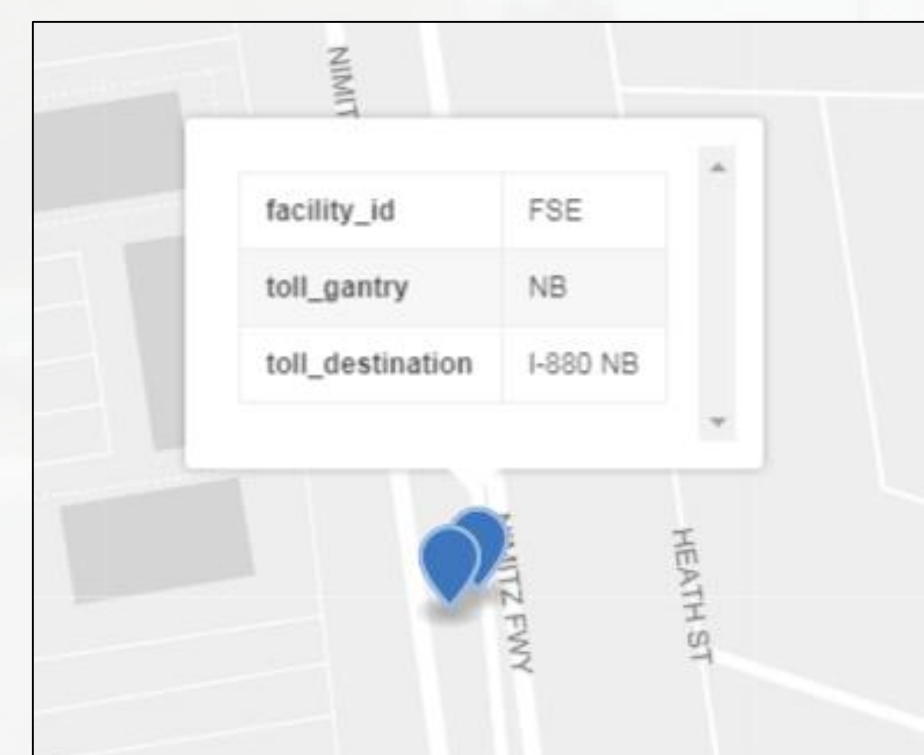 NIMIT
facility_id FSE
toll_gantry NB
toll_destination I-880 NB
NIMITZ FWY
HEATH ST